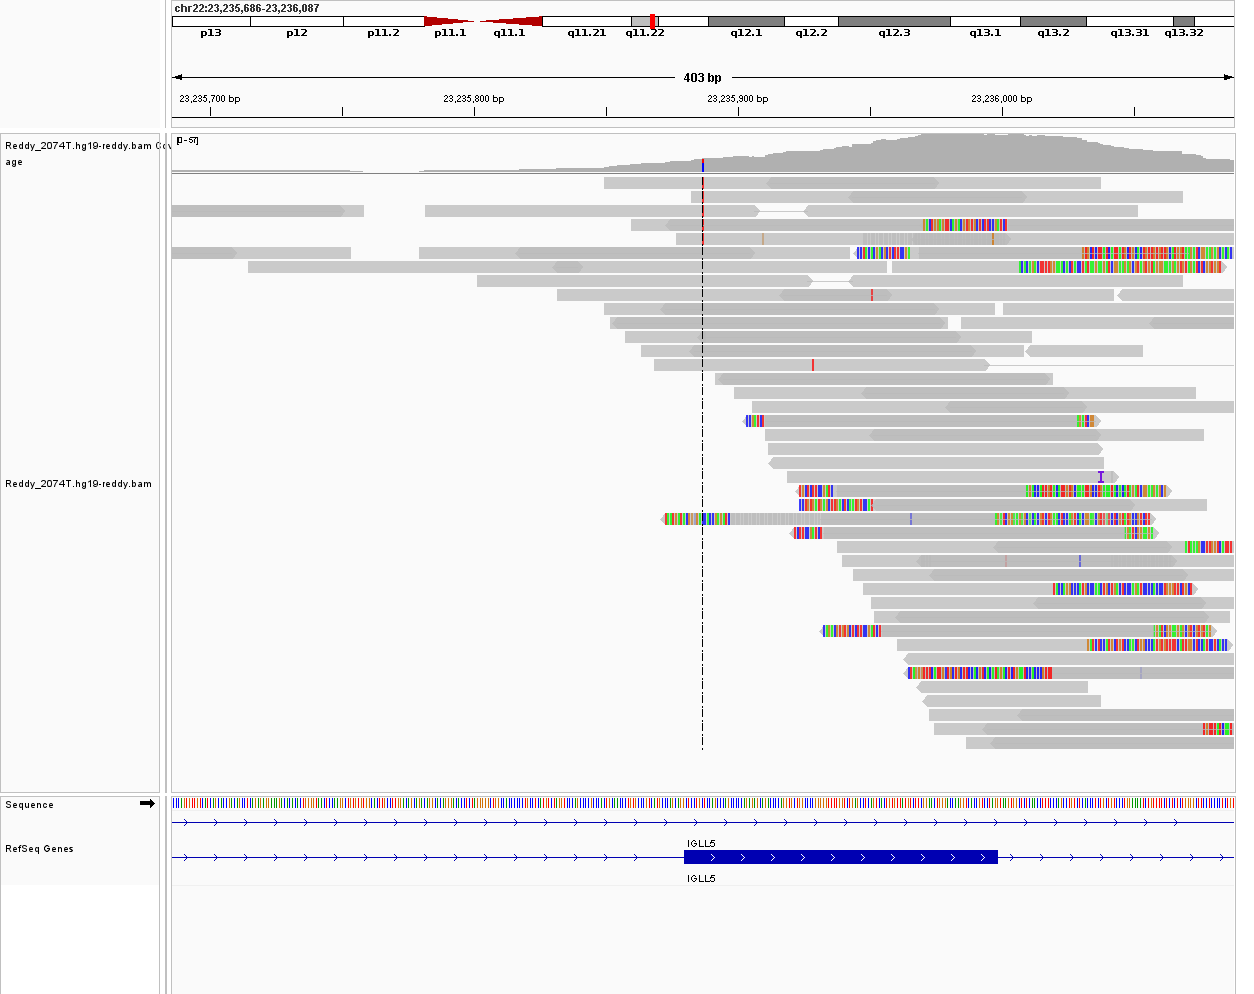 chr22:23,235,686-23,236,087
p13 p12 p11.2 p11.1 q11.1 q11.21 q11.22 q12.1 q12.2 q12.3 q13.1 q13.2 q13.31 q13.32
403 bp
23,235,700 bp 23,235,800 bp 23,235,900 bp 23,236,000 bp
[0 - 57]
Reddy_2074T.hg19-reddy.bam Cov
age
Reddy_2074T.hg19-reddy.bam
Sequence
IGLL5
RefSeq Genes
IGLL5